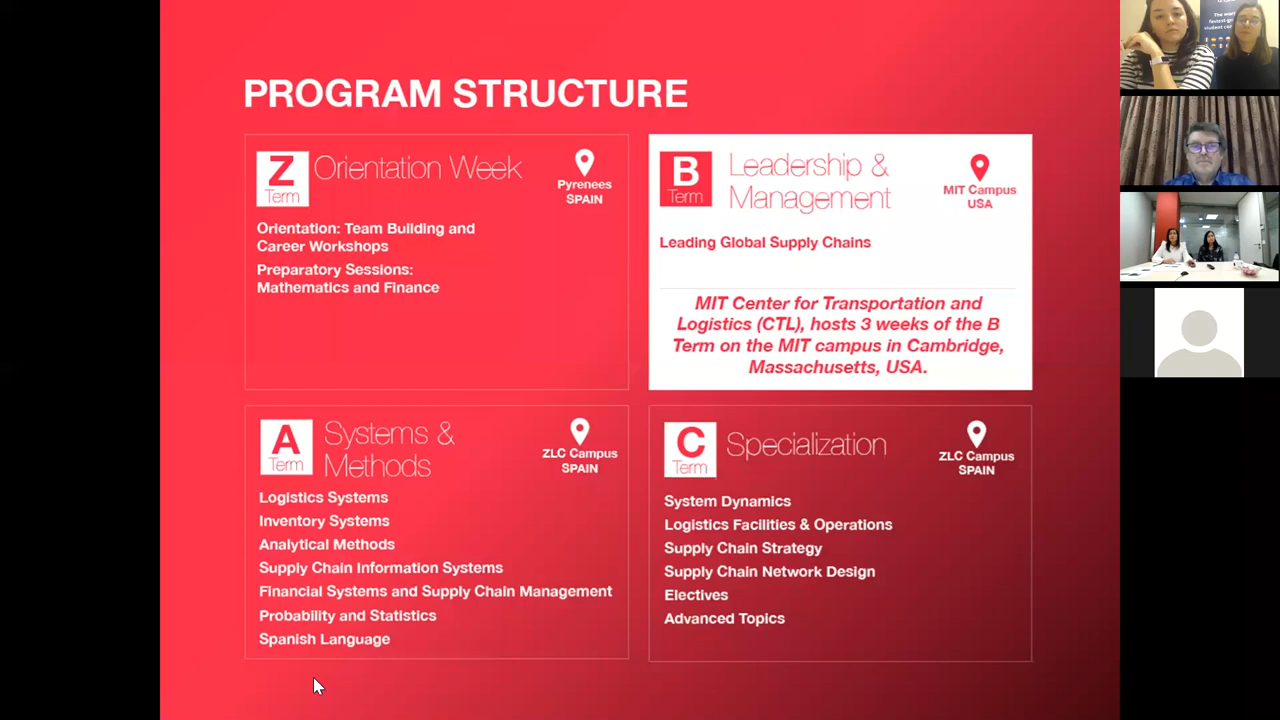 PROGRAM STRUCTURE
Z
Term
Orientation Week
Pyrenees
SPAIN
Orientation: Team Building and
Career Workshops
Preparatory Sessions:
Mathematics and Finance
B
Term
Leadership &
Management
MIT Campus
USA
Leading Global Supply Chains
MIT Center for Transportation and
Logistics (CTL), hosts 3 weeks of the B
Term on the MIT campus in Cambridge,
Massachusetts, USA.
A
Term
Systems &
Methods
ZLC Campus
SPAIN
Logistics Systems
Inventory Systems
Analytical Methods
Supply Chain Information Systems
Financial Systems and Supply Chain Management
Probability and Statistics
Spanish Language
C
Term
Specialization
ZLC Campus
SPAIN
System Dynamics
Logistics Facilities & Operations
Supply Chain Strategy
Supply Chain Network Design
Electives
Advanced Topics